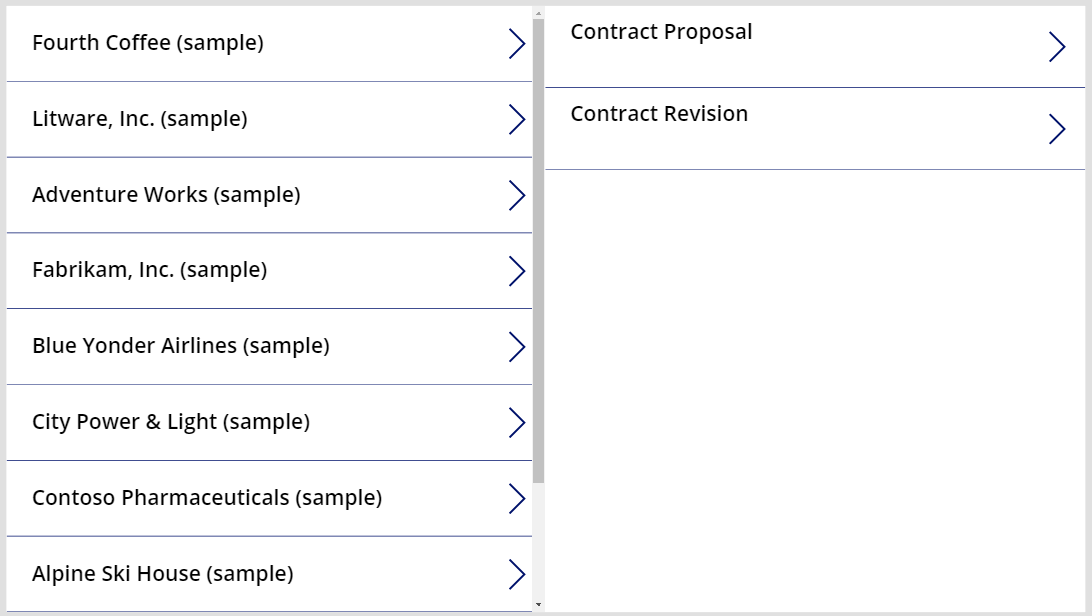 Fourth Coffee (sample)
Litware, Inc. (sample)
Adventure Works (sample)
Fabrikam, Inc. (sample)
Blue Yonder Airlines (sample)
City Power & Light (sample)
Contoso Pharmaceuticals (sample)
Alpine Ski House (sample)
Contract Proposal
Contract Revision